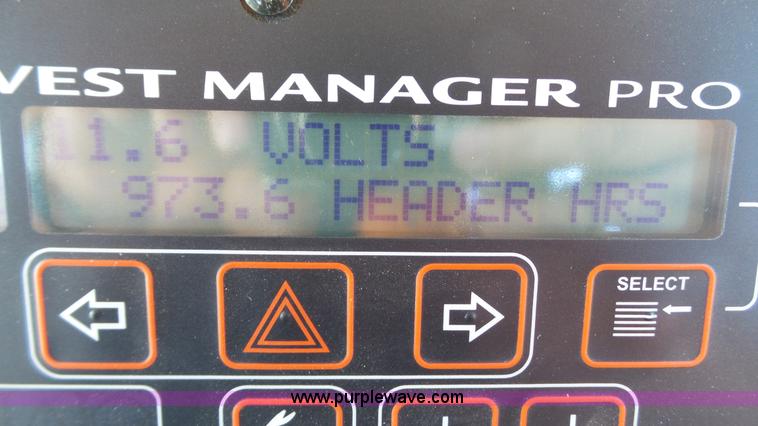 VEST MANAGER PRO
11.6 VOLTS
973.6 HEADER HRS
SELECT
www.purplewave.com